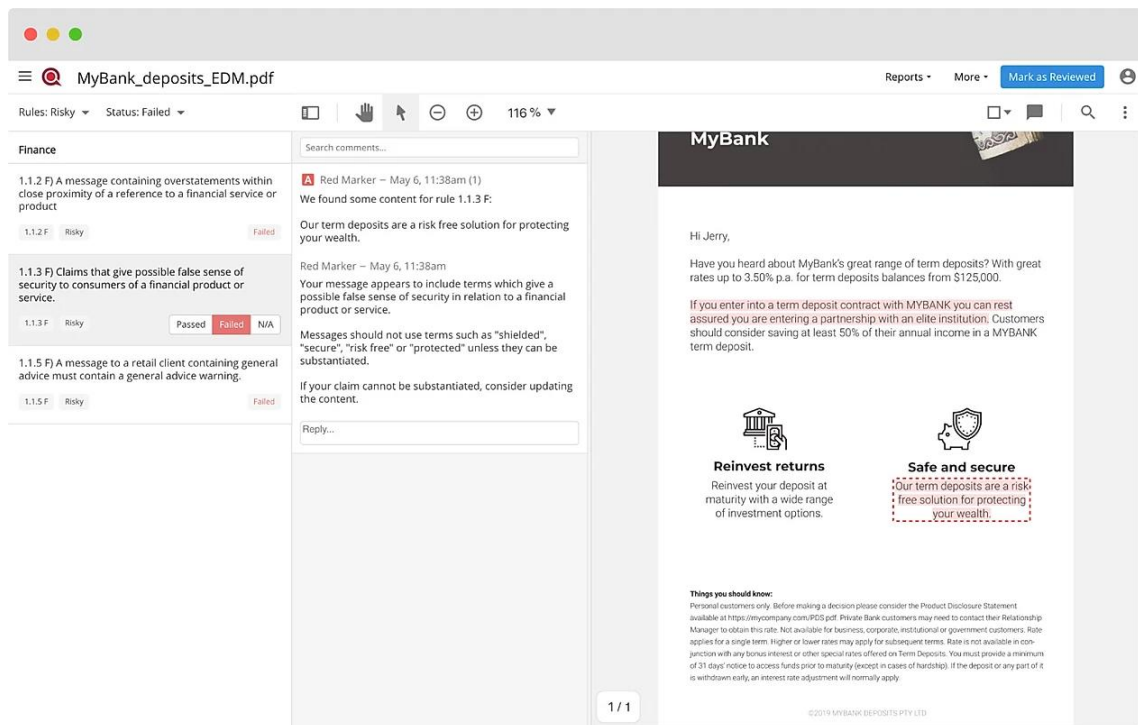 MyBank_deposits_EDM.pdf
Reports
More
Mark as Reviewed
Rules: Risky
Status: Failed
116 %
Finance
1.1.2 F) A message containing overstatements within
close proximity of a reference to a financial service or
product
1.1.2 F
Risky
Failed
1.1.3 F) Claims that give possible false sense of
security to consumers of a financial product or
service.
1.1.3 F
Risky
Passed
Failed
N/A
1.1.5 F) A message to a retail client containing general
advice must contain a general advice warning.
1.1.5 F
Risky
Failed
Search comments...
A Red Marker – May 6, 11:38am (1)
We found some content for rule 1.1.3 F:
Our term deposits are a risk free solution for protecting
your wealth.
Red Marker – May 6, 11:38am
Your message appears to include terms which give a
possible false sense of security in relation to a financial
product or service.
Messages should not use terms such as "shielded",
"secure", "risk free" or "protected" unless they can be
substantiated.
If your claim cannot be substantiated, consider updating
the content.
Reply...
MyBank
Hi Jerry,
Have you heard about MyBank's great range of term deposits? With great
rates up to 3.50% p.a. for term deposits balances from $125,000.
If you enter into a term deposit contract with MYBANK you can rest
assured you are entering a partnership with an elite institution. Customers
should consider saving at least 50% of their annual income in a MYBANK
term deposit.
Reinvest returns
Reinvest your deposit at
maturity with a wide range
of investment options.
Safe and secure
Our term deposits are a risk
free solution for protecting
your wealth.
Things you should know:
Personal customers only. Before making a decision please consider the Product Disclosure Statement
available at https://mycompany.com/PDS.pdf. Private Bank customers may need to contact their Relationship
Manager to obtain this rate. Not available for business, corporate, institutional or government customers. Rate
applies for a single term. Higher or lower rates may apply for subsequent terms. Rate is not available in con-
junction with any bonus interest or other special rates offered on Term Deposits. You must provide a minimum
of 31 days' notice to access funds prior to maturity (except in cases of hardship). If the deposit or any part of it
is withdrawn early, an interest rate adjustment will normally apply.
1 / 1
©2019 MYBANK DEPOSITS PTY LTD